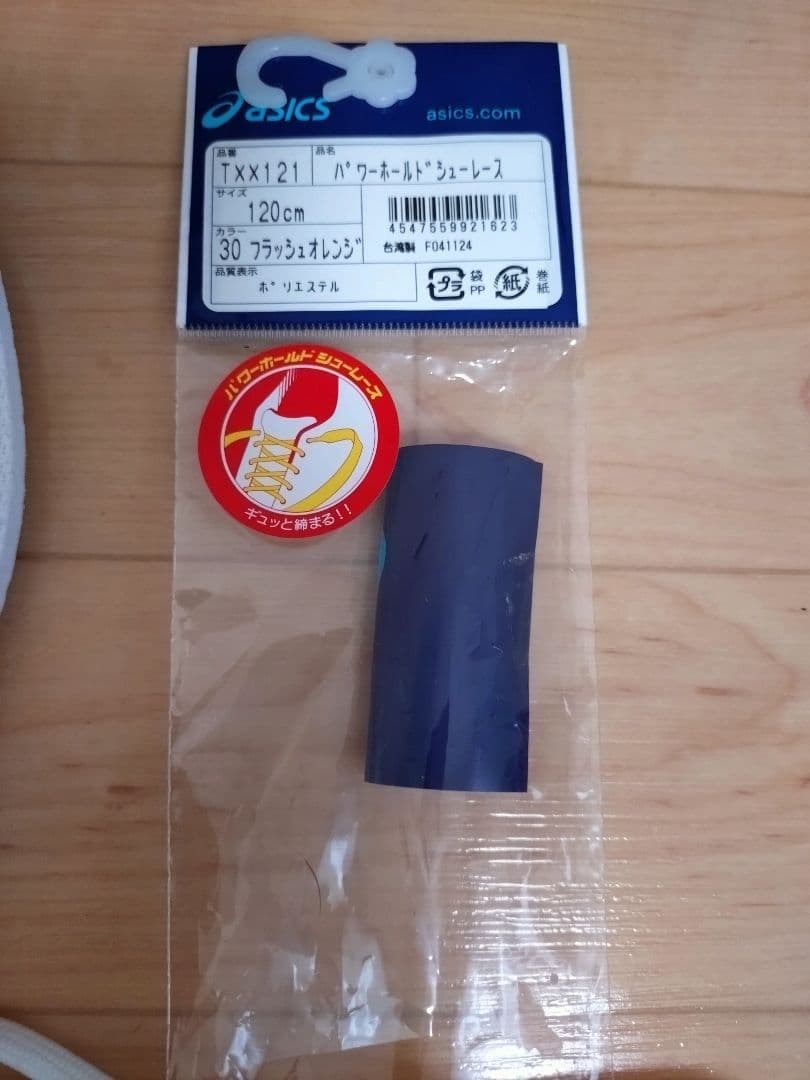 asics
asics.com
品番
TXX121
品名
パワーホールドシューレース
サイズ
120cm
4547559921623
カラー
30 フラッシュオレンジ
台湾製 F041124
品質表示
ポリエステル
プラ
袋
PP
紙
巻
紙
パワーホールドシューレース
ギュッと締まる!!